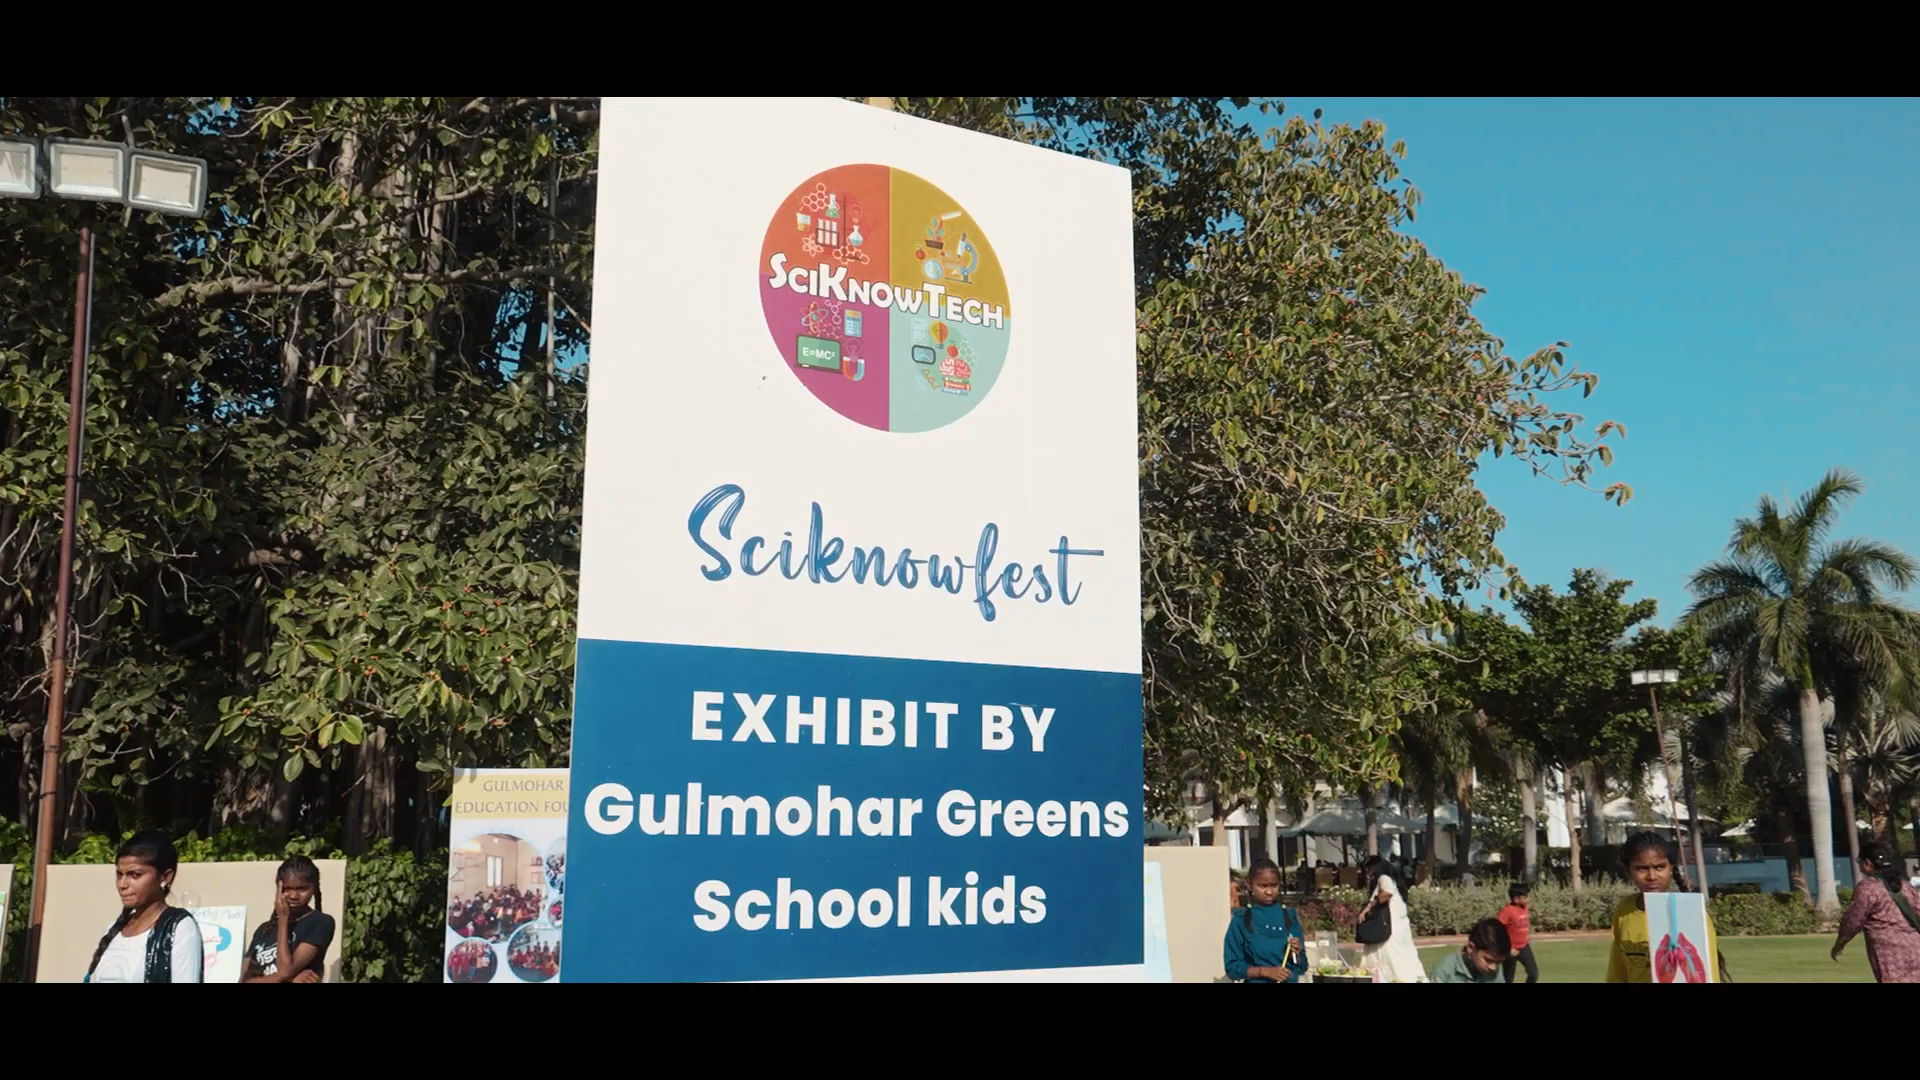 SciKnowTech
E=MC²
Sciknowfest
EXHIBIT BY
Gulmohar Greens
School kids
GULMOHAR
EDUCATION FOU